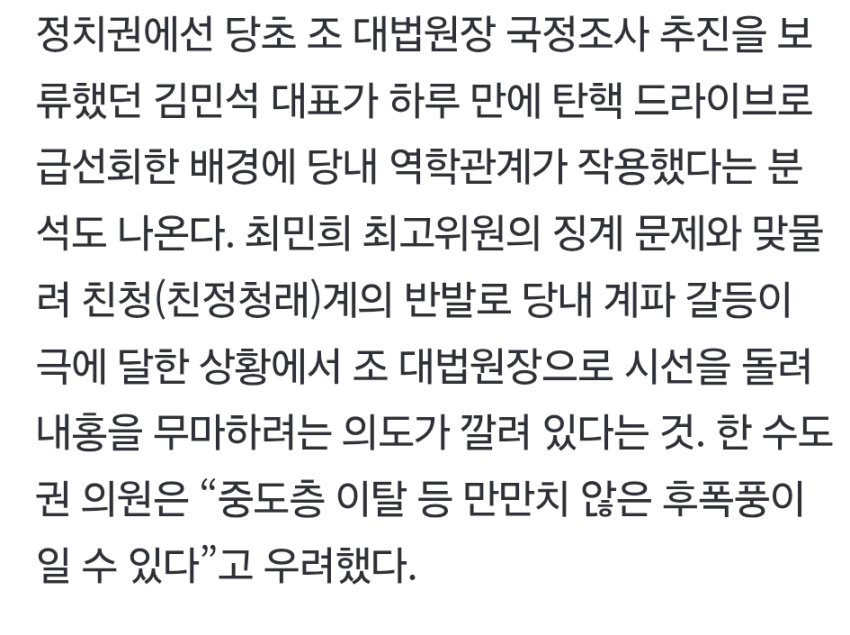 정치권에선 당초 조 대법원장 국정조사 추진을 보
류했던 김민석 대표가 하루 만에 탄핵 드라이브로
급선회한 배경에 당내 역학관계가 작용했다는 분
석도 나온다. 최민희 최고위원의 징계 문제와 맞물
려 친청(친정청래)계의 반발로 당내 계파 갈등이
극에 달한 상황에서 조 대법원장으로 시선을 돌려
내홍을 무마하려는 의도가 깔려 있다는 것. 한 수도
권 의원은 “중도층 이탈 등 만만치 않은 후폭풍이
일 수 있다”고 우려했다.